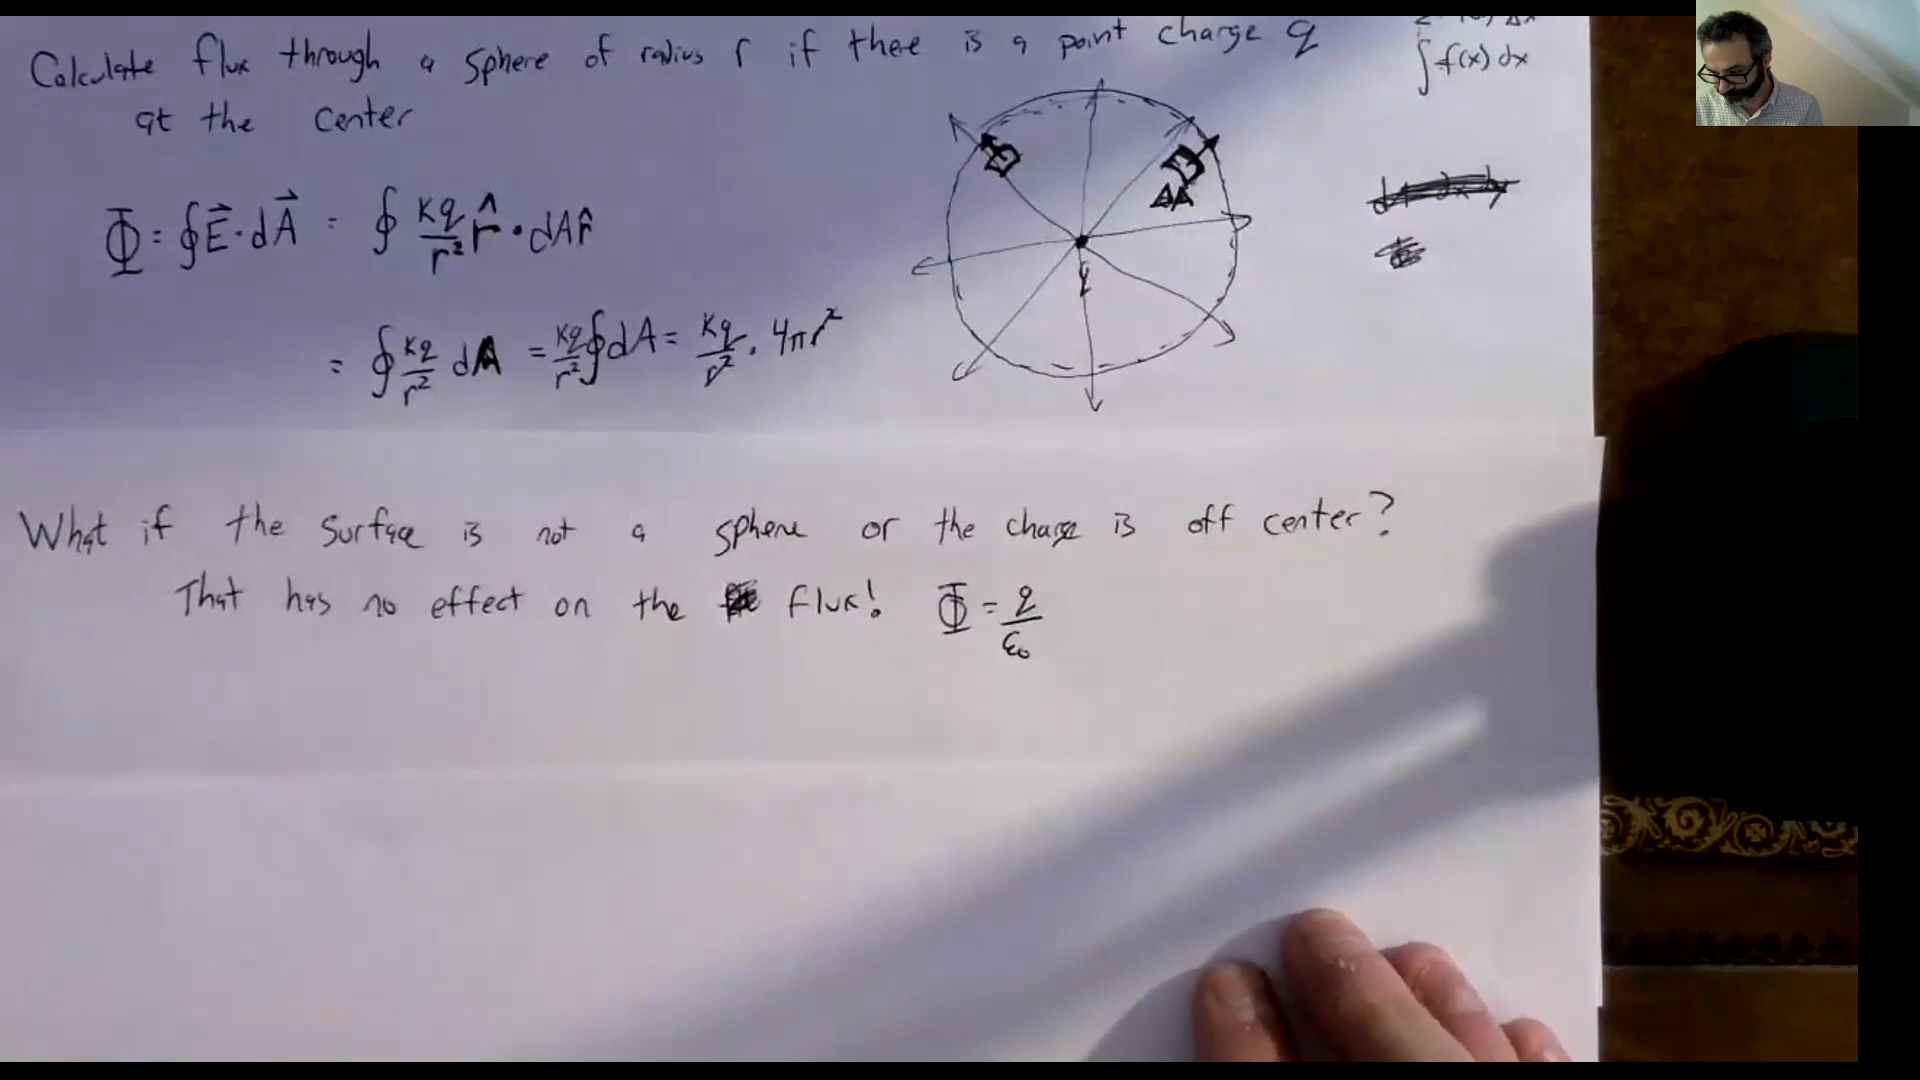 Calculate flux through a sphere of radius r if there is a point charge q
at the center
∫ f(x) dx
Φ = ∮ E⃗ · dA⃗ = ∮ kq/r² r̂ · dA r̂
= ∮ kq/r² dA = kq/r² ∮ dA = kq/r² · 4πr²
ΔA
q
What if the surface is not a sphere or the charge is off center?
That has no effect on the flux! Φ = q/ε₀